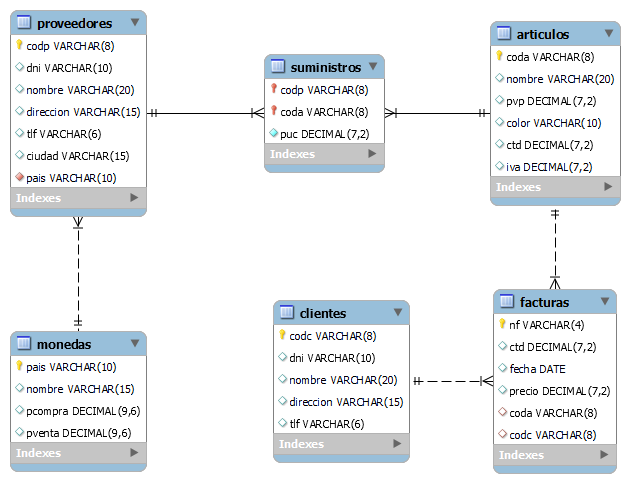 proveedores
codp VARCHAR(8)
dni VARCHAR(10)
nombre VARCHAR(20)
direccion VARCHAR(15)
tlf VARCHAR(6)
ciudad VARCHAR(15)
pais VARCHAR(10)
Indexes
suministros
codp VARCHAR(8)
coda VARCHAR(8)
puc DECIMAL(7,2)
Indexes
articulos
coda VARCHAR(8)
nombre VARCHAR(20)
pvp DECIMAL(7,2)
color VARCHAR(10)
ctd DECIMAL(7,2)
iva DECIMAL(7,2)
Indexes
monedas
pais VARCHAR(10)
nombre VARCHAR(15)
pcompra DECIMAL(9,6)
pventa DECIMAL(9,6)
Indexes
clientes
codc VARCHAR(8)
dni VARCHAR(10)
nombre VARCHAR(20)
direccion VARCHAR(15)
tlf VARCHAR(6)
Indexes
facturas
nf VARCHAR(4)
ctd DECIMAL(7,2)
fecha DATE
precio DECIMAL(7,2)
coda VARCHAR(8)
codc VARCHAR(8)
Indexes